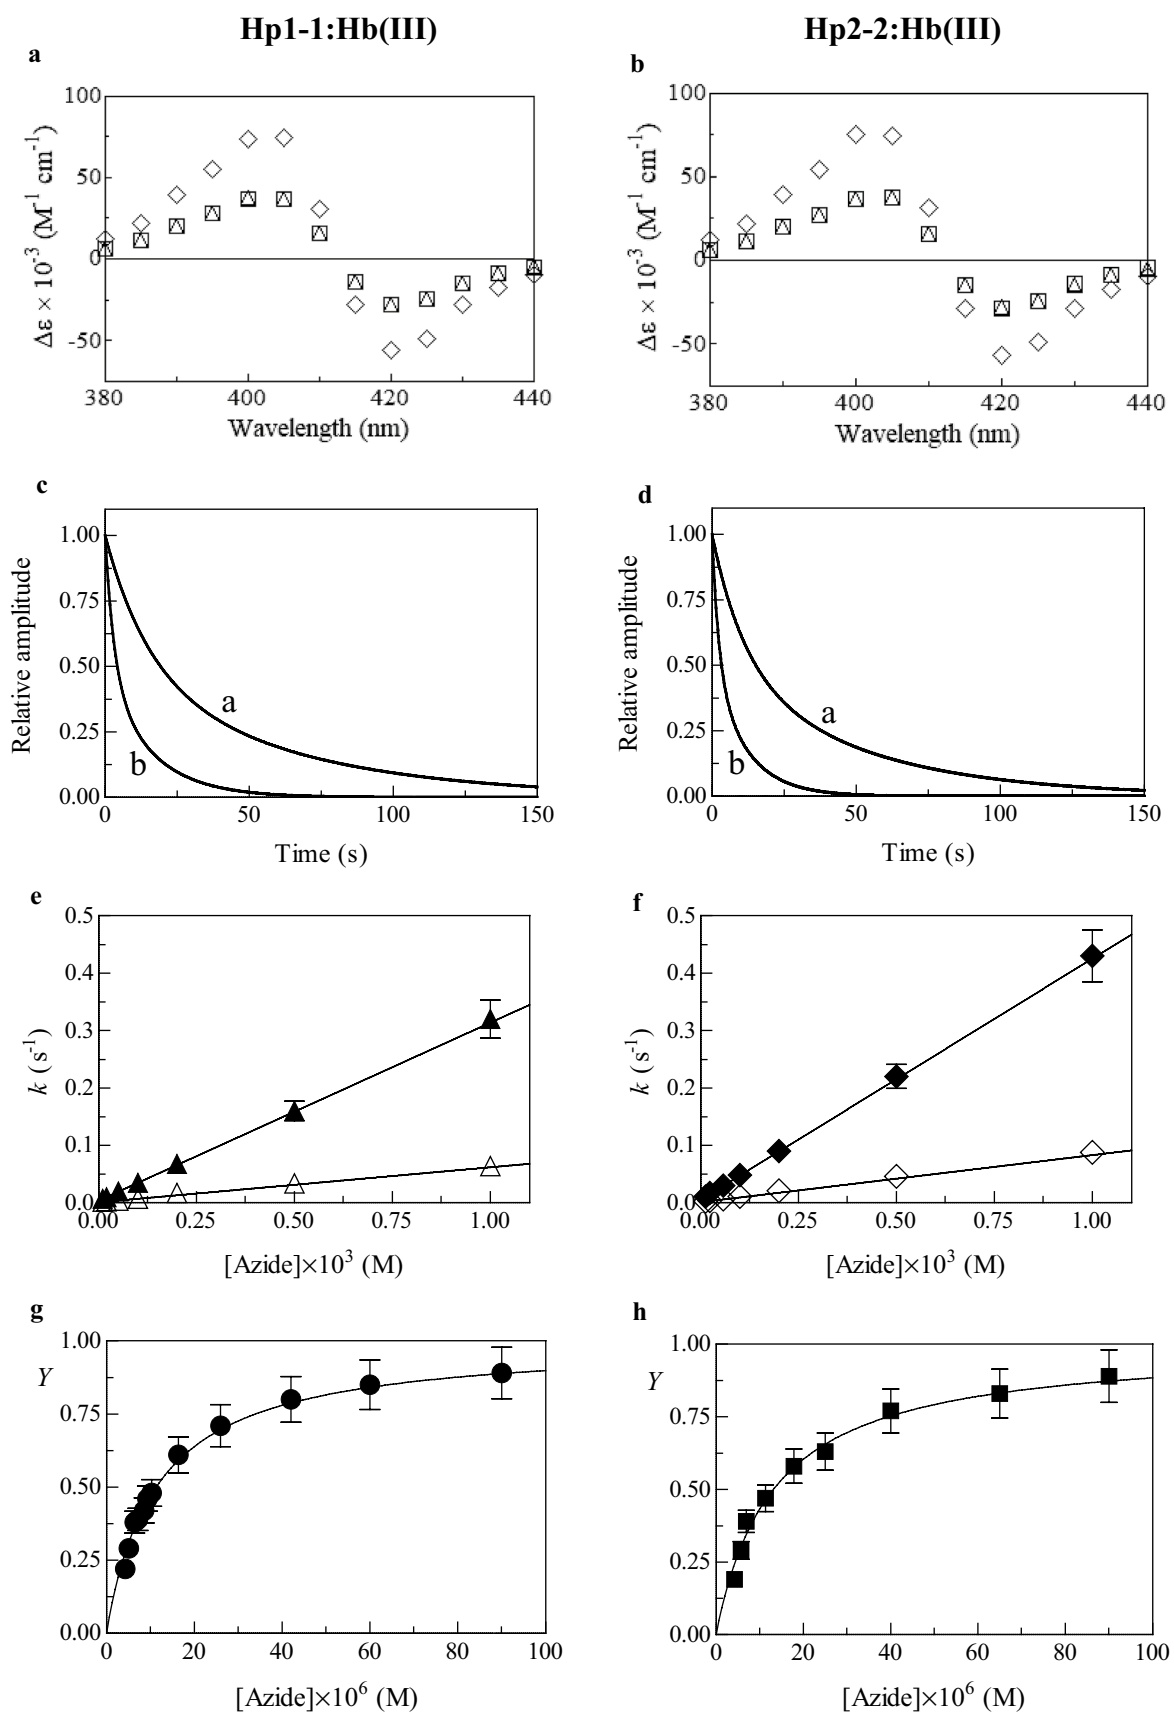 Hp1-1:Hb(III)
Hp2-2:Hb(III)
a
100
50
0
-50
Δε × 10⁻³ (M⁻¹ cm⁻¹)
380
400
420
440
Wavelength (nm)
b
100
50
0
-50
Δε × 10⁻³ (M⁻¹ cm⁻¹)
380
400
420
440
Wavelength (nm)
c
1.00
0.75
0.50
0.25
0.00
Relative amplitude
a
b
0
50
100
150
Time (s)
d
1.00
0.75
0.50
0.25
0.00
Relative amplitude
a
b
0
50
100
150
Time (s)
e
0.5
0.4
0.3
0.2
0.1
0.0
k (s⁻¹)
0.00
0.25
0.50
0.75
1.00
[Azide]×10³ (M)
f
0.5
0.4
0.3
0.2
0.1
0.0
k (s⁻¹)
0.00
0.25
0.50
0.75
1.00
[Azide]×10³ (M)
g
1.00
Y
0.75
0.50
0.25
0.00
0
20
40
60
80
100
[Azide]×10⁶ (M)
h
1.00
Y
0.75
0.50
0.25
0.00
0
20
40
60
80
100
[Azide]×10⁶ (M)